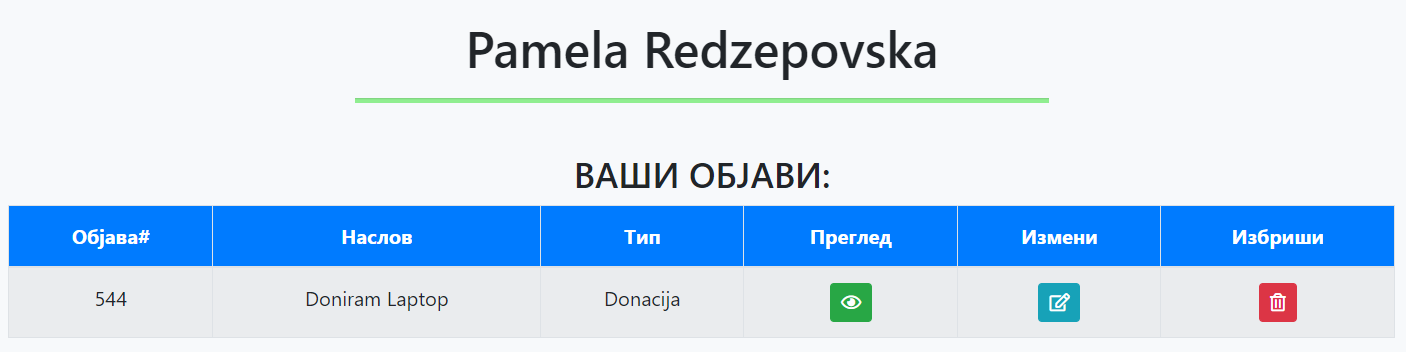 Pamela Redzepovska
ВАШИ ОБЈАВИ:
Објава# Наслов Тип Преглед Измени Избриши
544 Doniram Laptop Donacija